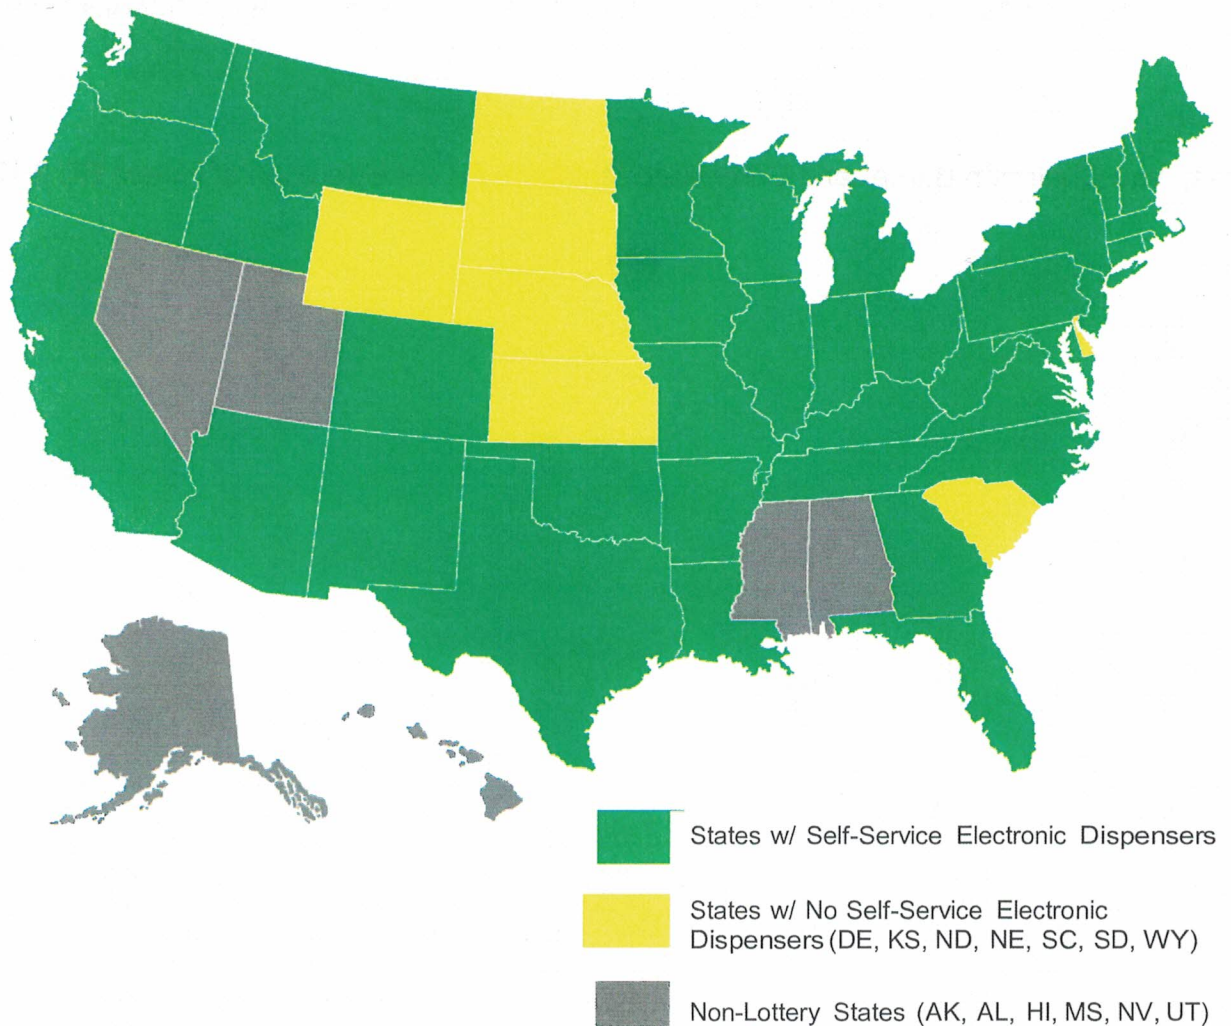 States w/ Self-Service Electronic Dispensers
States w/ No Self-Service Electronic
Dispensers (DE, KS, ND, NE, SC, SD, WY)
Non-Lottery States (AK, AL, HI, MS, NV, UT)